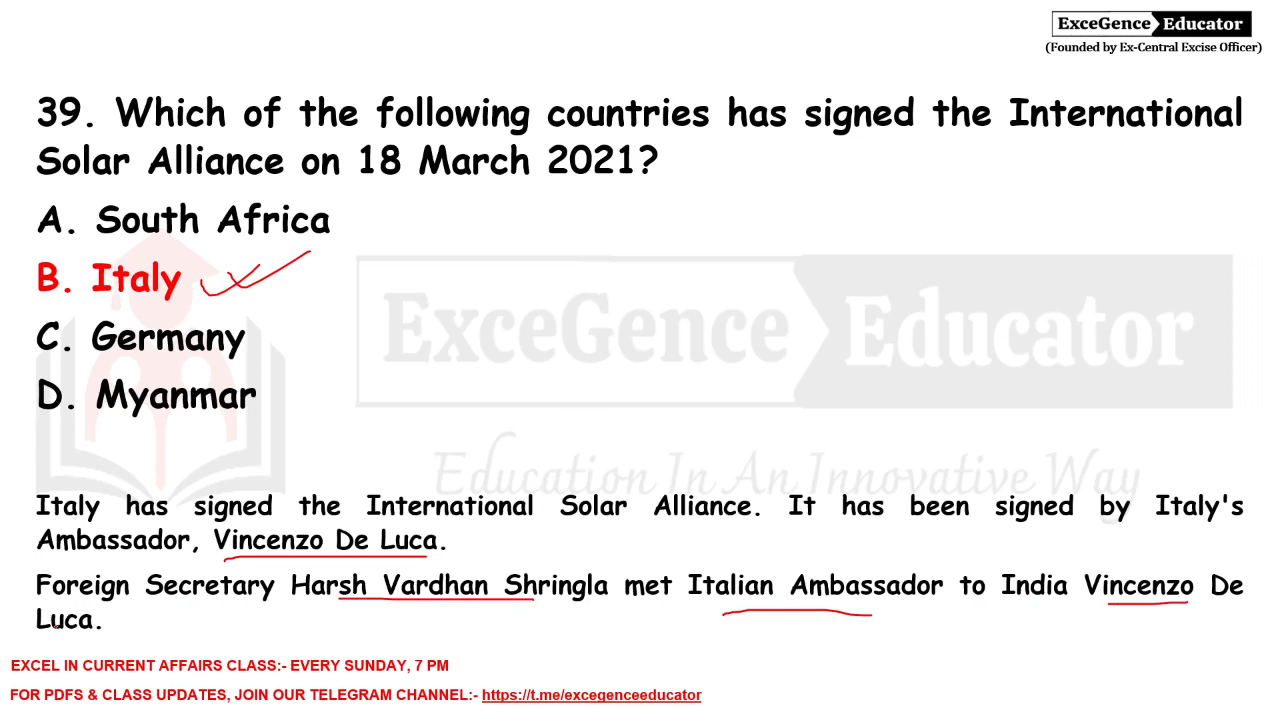 ExceGence Educator
(Founded by Ex-Central Excise Officer)
39. Which of the following countries has signed the International
Solar Alliance on 18 March 2021?
A. South Africa
B. Italy
C. Germany
D. Myanmar
ExceGence Educator
Education In An Innovative Way
Italy has signed the International Solar Alliance. It has been signed by Italy's
Ambassador, Vincenzo De Luca.
Foreign Secretary Harsh Vardhan Shringla met Italian Ambassador to India Vincenzo De
Luca.
EXCEL IN CURRENT AFFAIRS CLASS:- EVERY SUNDAY, 7 PM
FOR PDFS & CLASS UPDATES, JOIN OUR TELEGRAM CHANNEL:- https://t.me/excegenceeducator